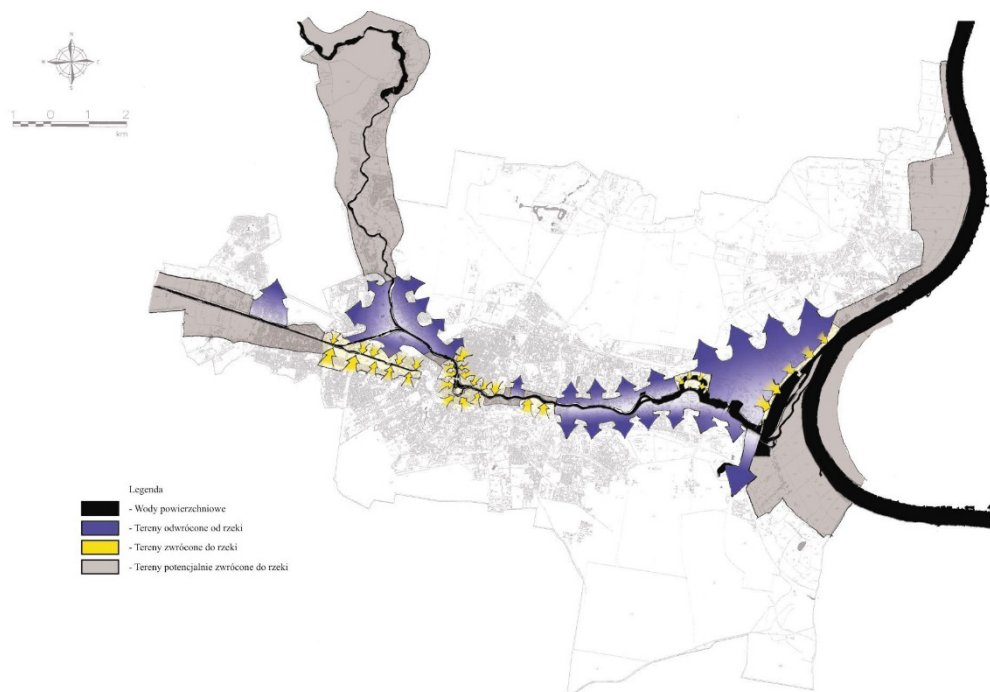 N
W E
S
1 0 1 2
km
Legenda
- Wody powierzchniowe
- Tereny odwrócone od rzeki
- Tereny zwrócone do rzeki
- Tereny potencjalnie zwrócone do rzeki